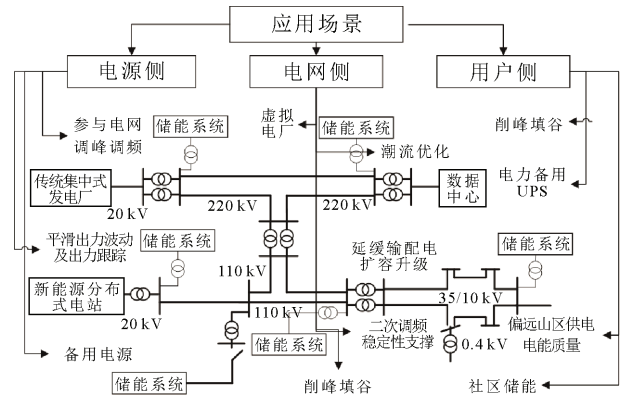 应用场景
电源侧
电网侧
用户侧
参与电网
调峰调频
储能系统
虚拟
电厂
储能系统
削峰填谷
潮流优化
传统集中式
发电厂
20 kV
220 kV
220 kV
数据
中心
电力备用
UPS
平滑出力波动
及出力跟踪
储能系统
延缓输配电
扩容升级
储能系统
新能源分布
式电站
20 kV
110 kV
110 kV
35/10 kV
偏远山区供电
电能质量
二次调频
稳定性支撑
0.4 kV
储能系统
备用电源
储能系统
削峰填谷
社区储能